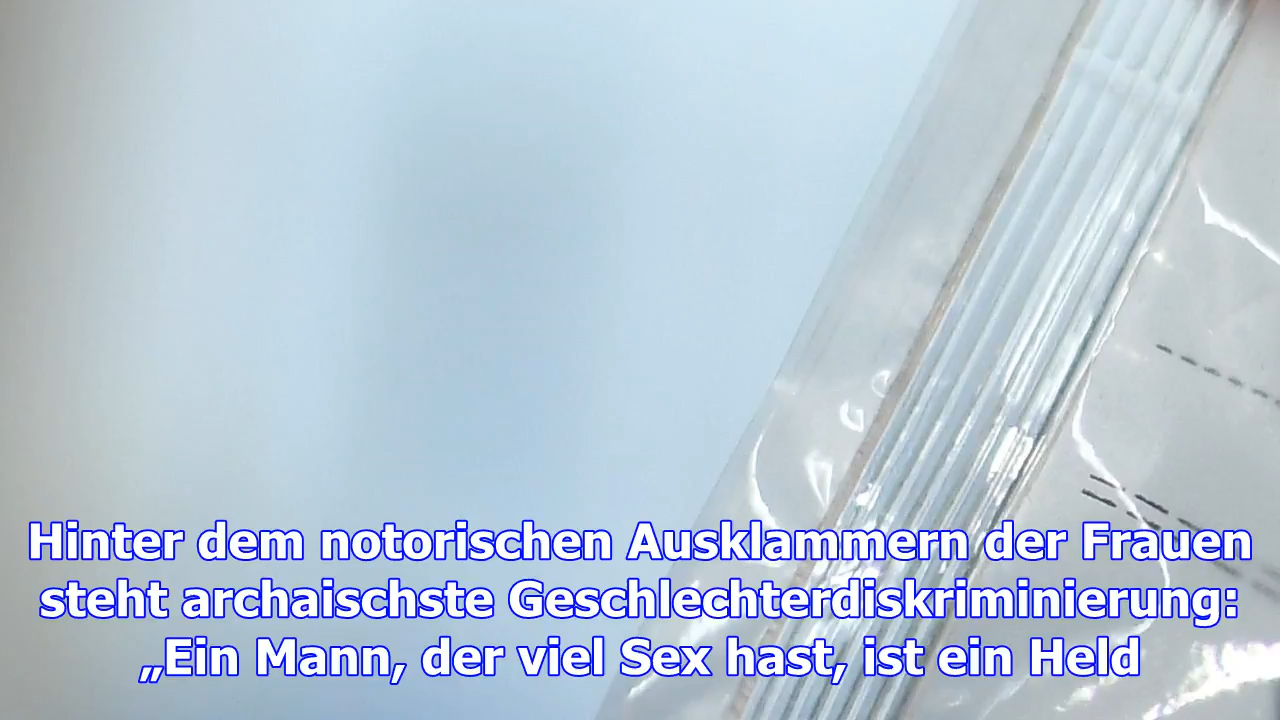 Hinter dem notorischen Ausklammern der Frauen
steht archaischste Geschlechterdiskriminierung:
„Ein Mann, der viel Sex hast, ist ein Held